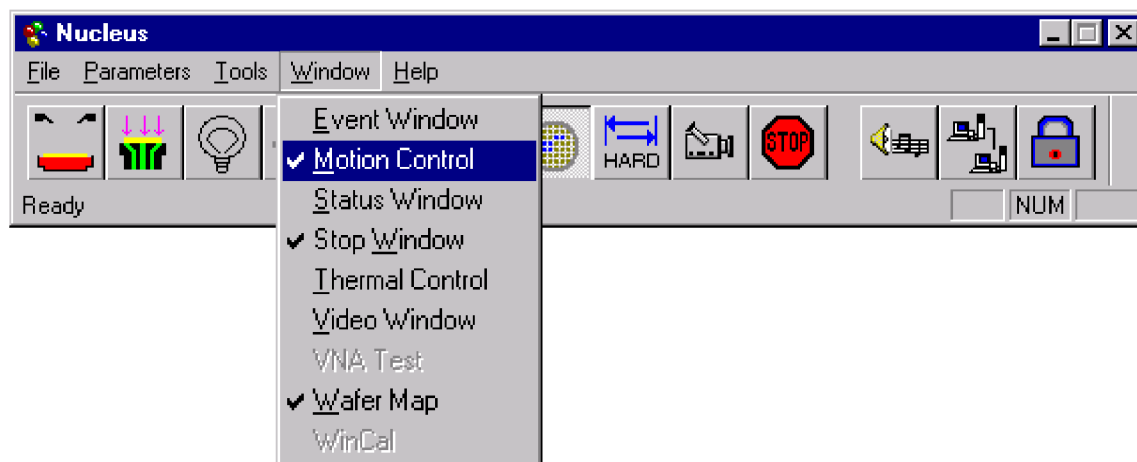 Nucleus
File Parameters Tools Window Help
HARD STOP
Ready NUM
Event Window
Motion Control
Status Window
Stop Window
Thermal Control
Video Window
VNA Test
Wafer Map
WinCal